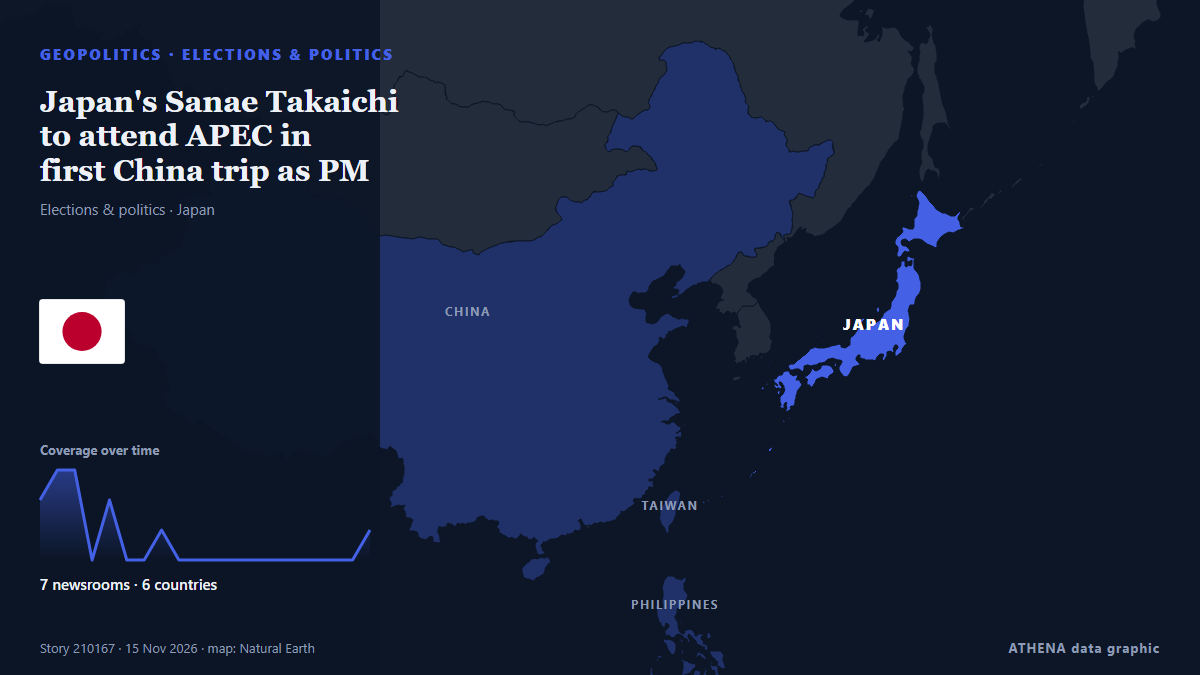 GEOPOLITICS · ELECTIONS & POLITICS
Japan's Sanae Takaichi
to attend APEC in
first China trip as PM
Elections & politics · Japan
CHINA
JAPAN
Coverage over time
TAIWAN
7 newsrooms · 6 countries
PHILIPPINES
Story 210167 · 15 Nov 2026 · map: Natural Earth
ATHENA data graphic